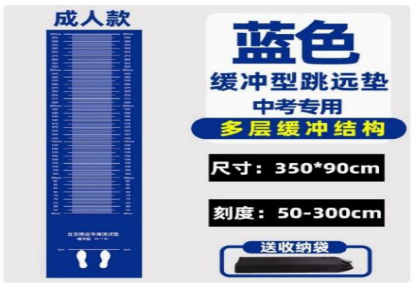 成人款
蓝色
缓冲型跳远垫
中考专用
多层缓冲结构
尺寸：350*90cm
刻度：50-300cm
送收纳袋